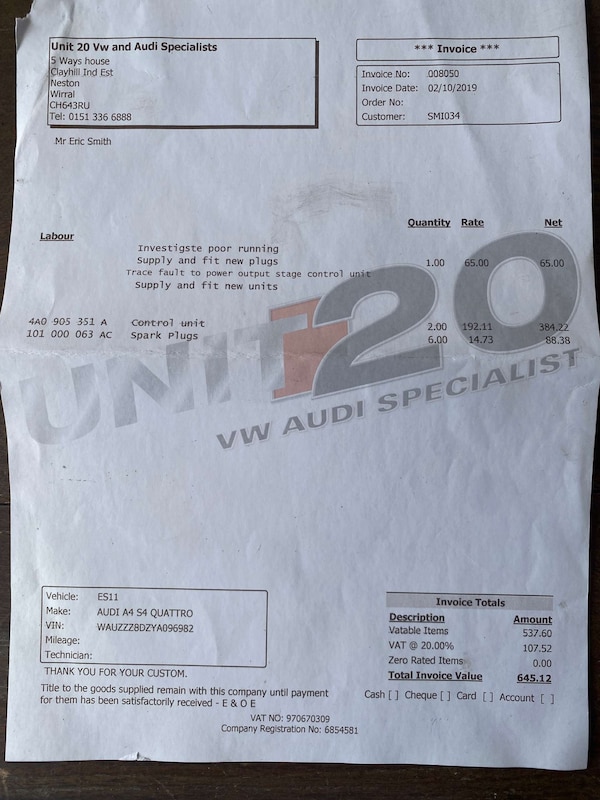 Unit 20 Vw and Audi Specialists
5 Ways house
Clayhill Ind Est
Neston
Wirral
CH643RU
Tel: 0151 336 6888
*** Invoice ***
Invoice No: 008050
Invoice Date: 02/10/2019
Order No:
Customer: SMI034
Mr Eric Smith
Quantity Rate Net
Labour
Investigste poor running
Supply and fit new plugs 1.00 65.00 65.00
Trace fault to power output stage control unit
Supply and fit new units
4A0 905 351 A Control unit 2.00 192.11 384.22
101 000 063 AC Spark Plugs 6.00 14.73 88.38
UNIT 20
VW AUDI SPECIALIST
Vehicle: ES11
Make: AUDI A4 S4 QUATTRO
VIN: WAUZZZ8DZYA096982
Mileage:
Technician:
Invoice Totals
Description Amount
Vatable Items 537.60
VAT @ 20.00% 107.52
Zero Rated Items 0.00
Total Invoice Value 645.12
THANK YOU FOR YOUR CUSTOM.
Title to the goods supplied remain with this company until payment
for them has been satisfactorily received - E & O E
Cash [ ] Cheque [ ] Card [ ] Account [ ]
VAT NO: 970670309
Company Registration No: 6854581